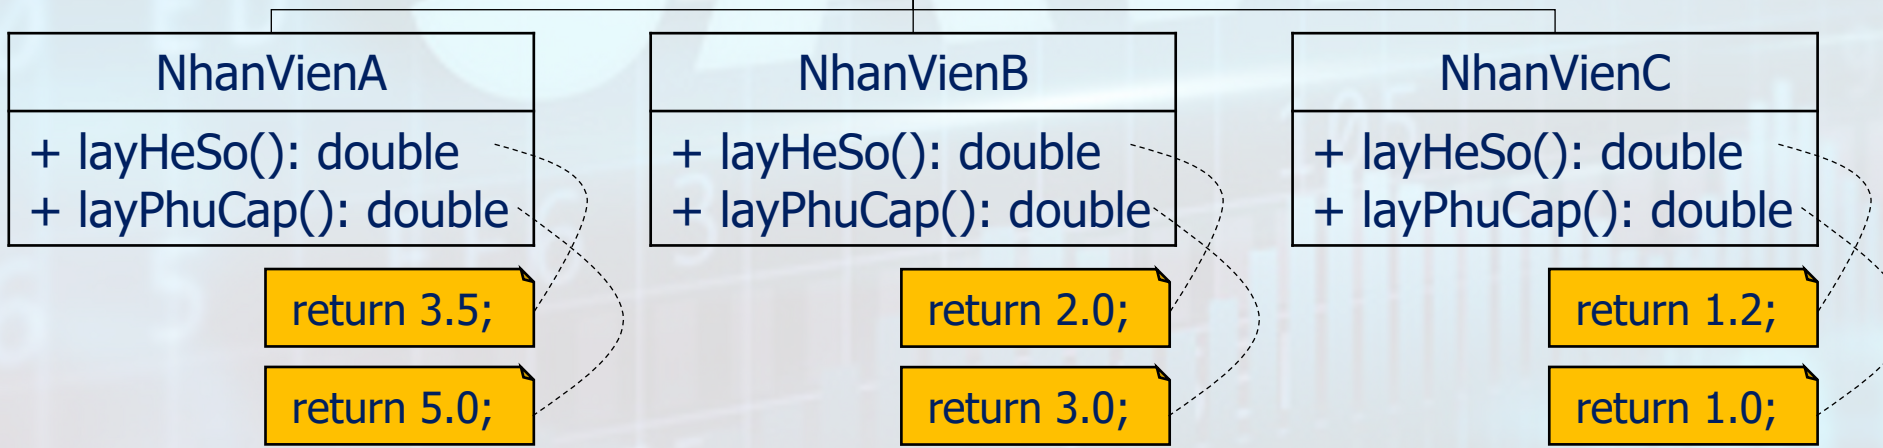 NhanVienA
+ layHeSo(): double
+ layPhuCap(): double
return 3.5;
return 5.0;
NhanVienB
+ layHeSo(): double
+ layPhuCap(): double
return 2.0;
return 3.0;
NhanVienC
+ layHeSo(): double
+ layPhuCap(): double
return 1.2;
return 1.0;